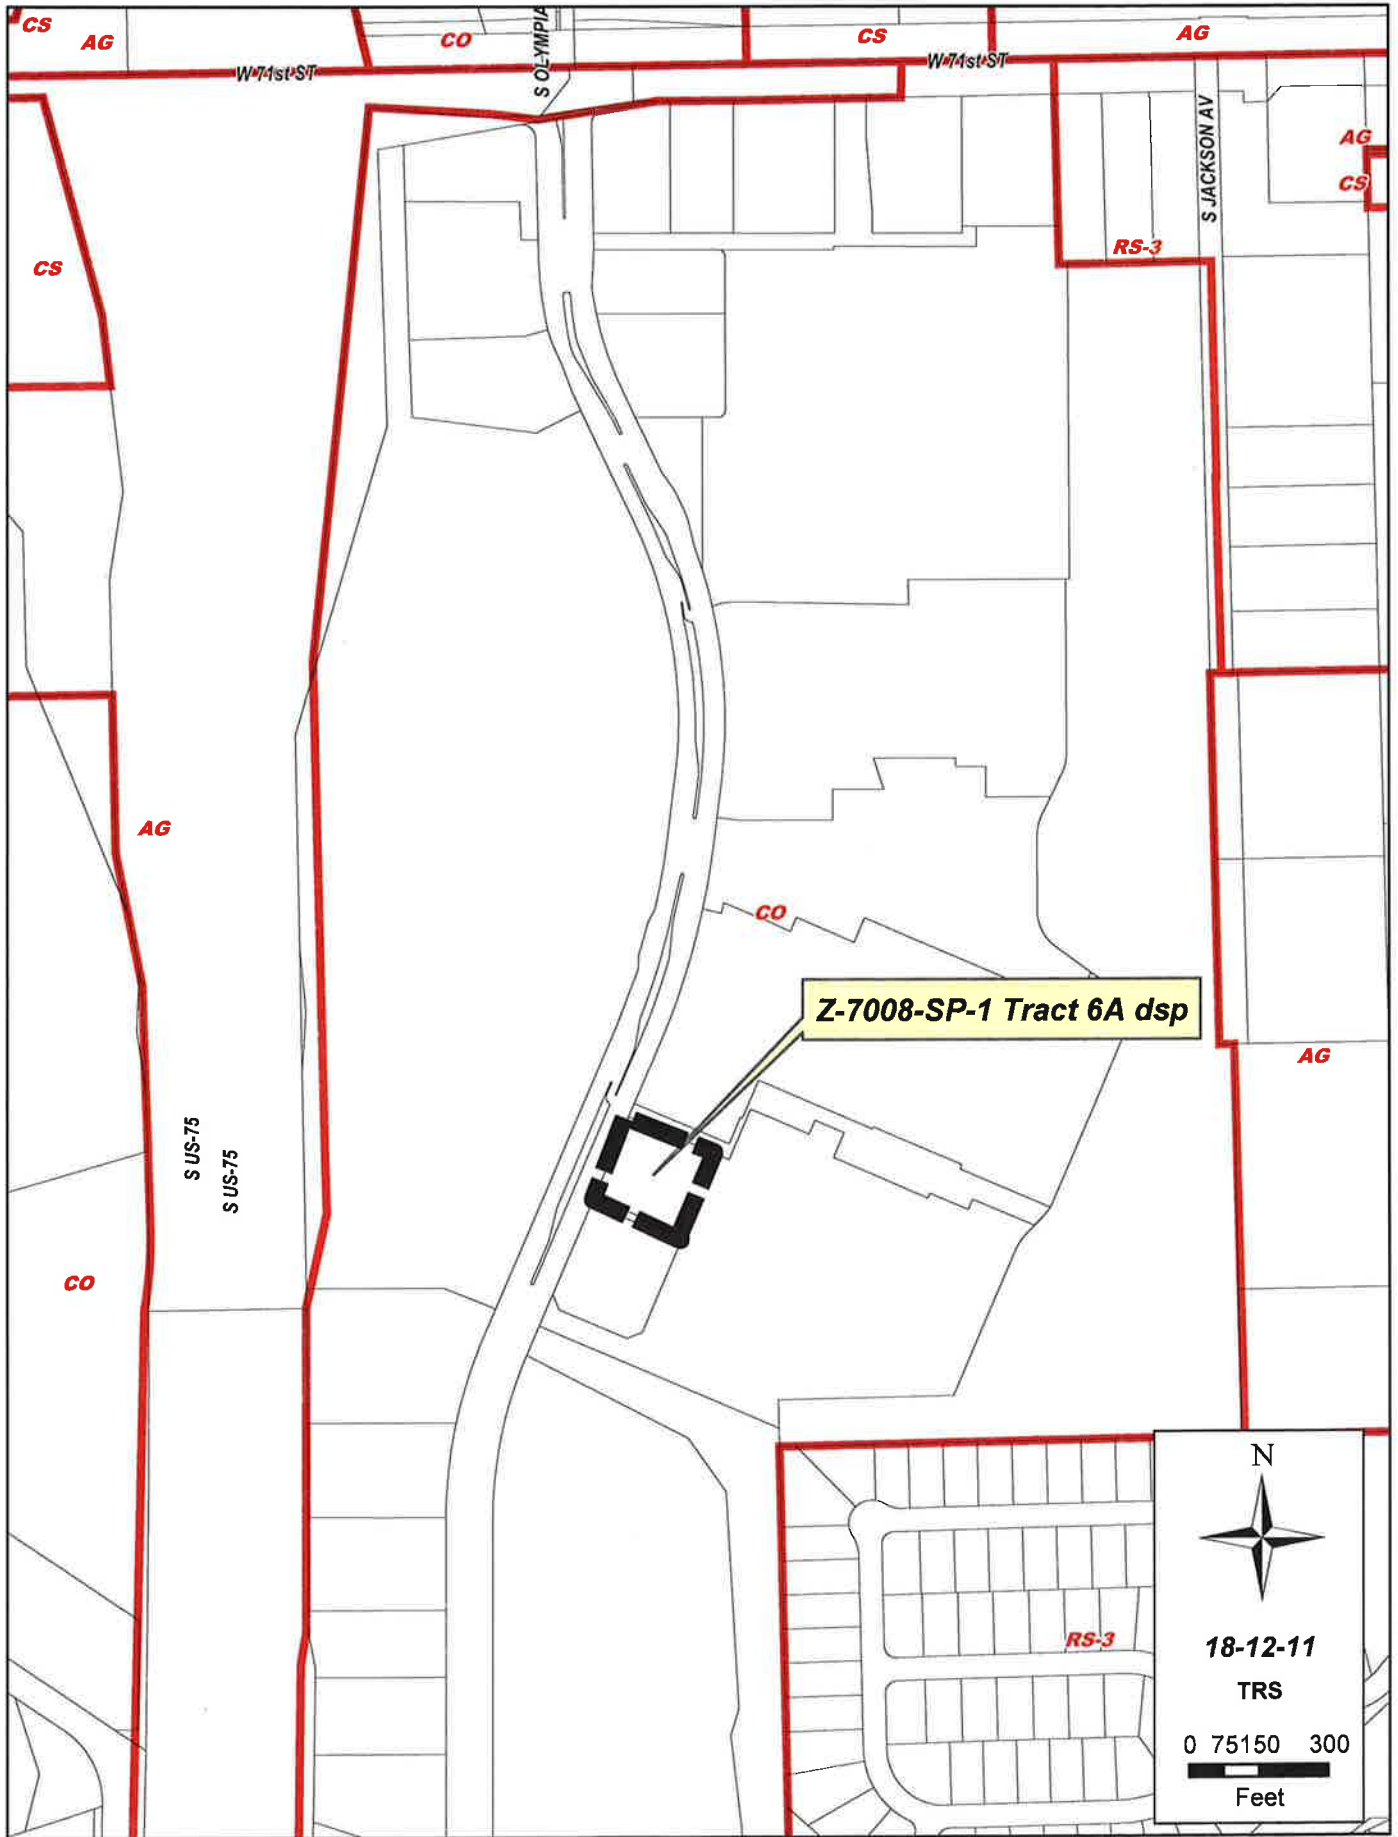 CS
AG
CO
S OLYMPIA
CS
AG
W 71st ST
W 71st ST
S JACKSON AV
AG
CS
CS
RS-3
AG
CO
Z-7008-SP-1 Tract 6A dsp
AG
S US-75
S US-75
CO
N
RS-3
18-12-11
TRS
0 75150 300
Feet